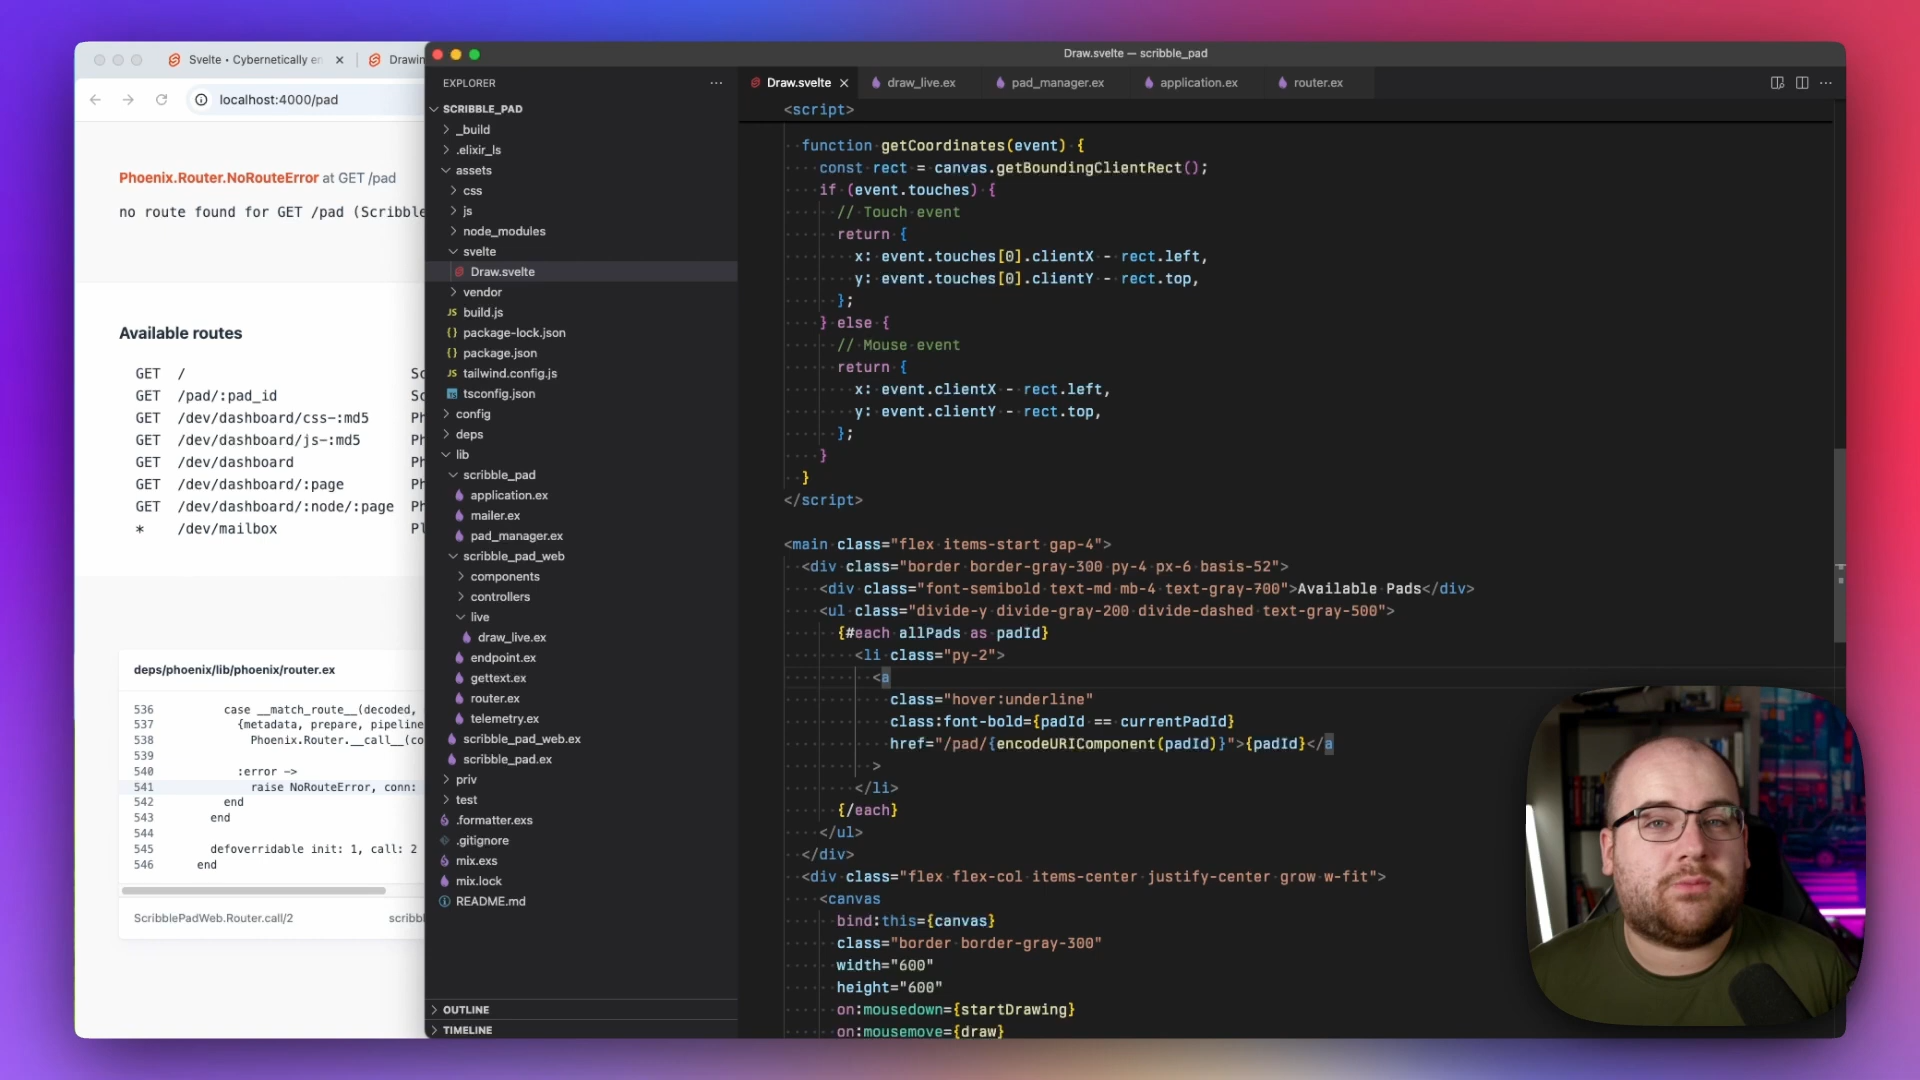 Svelte • Cybernetically en
Drawin
localhost:4000/pad
Phoenix.Router.NoRouteError at GET /pad
no route found for GET /pad (Scribble
Available routes
GET / Sc
GET /pad/:pad_id Sc
GET /dev/dashboard/css-:md5 Ph
GET /dev/dashboard/js-:md5 Ph
GET /dev/dashboard Ph
GET /dev/dashboard/:page Ph
GET /dev/dashboard/:node/:page Ph
* /dev/mailbox Pl
deps/phoenix/lib/phoenix/router.ex
536 case __match_route__(decoded,
537 {metadata, prepare, pipeline
538 Phoenix.Router.__call__(co
539
540 :error ->
541 raise NoRouteError, conn:
542 end
543 end
544
545 defoverridable init: 1, call: 2
546 end
ScribblePadWeb.Router.call/2 scribbl
Draw.svelte — scribble_pad
EXPLORER
SCRIBBLE_PAD
_build
.elixir_ls
assets
css
js
node_modules
svelte
Draw.svelte
vendor
JS build.js
{} package-lock.json
{} package.json
JS tailwind.config.js
tsconfig.json
config
deps
lib
scribble_pad
application.ex
mailer.ex
pad_manager.ex
scribble_pad_web
components
controllers
live
draw_live.ex
endpoint.ex
gettext.ex
router.ex
telemetry.ex
scribble_pad_web.ex
scribble_pad.ex
priv
test
.formatter.exs
.gitignore
mix.exs
mix.lock
README.md
OUTLINE
TIMELINE
Draw.svelte
draw_live.ex
pad_manager.ex
application.ex
router.ex
<script>
function getCoordinates(event) {
const rect = canvas.getBoundingClientRect();
if (event.touches) {
// Touch event
return {
x: event.touches[0].clientX - rect.left,
y: event.touches[0].clientY - rect.top,
};
} else {
// Mouse event
return {
x: event.clientX - rect.left,
y: event.clientY - rect.top,
};
}
}
</script>
<main class="flex items-start gap-4">
<div class="border border-gray-300 py-4 px-6 basis-52">
<div class="font-semibold text-md mb-4 text-gray-700">Available Pads</div>
<ul class="divide-y divide-gray-200 divide-dashed text-gray-500">
{#each allPads as padId}
<li class="py-2">
<a
class="hover:underline"
class:font-bold={padId == currentPadId}
href="/pad/{encodeURIComponent(padId)}">{padId}</a
>
</li>
{/each}
</ul>
</div>
<div class="flex flex-col items-center justify-center grow w-fit">
<canvas
bind:this={canvas}
class="border border-gray-300"
width="600"
height="600"
on:mousedown={startDrawing}
on:mousemove={draw}